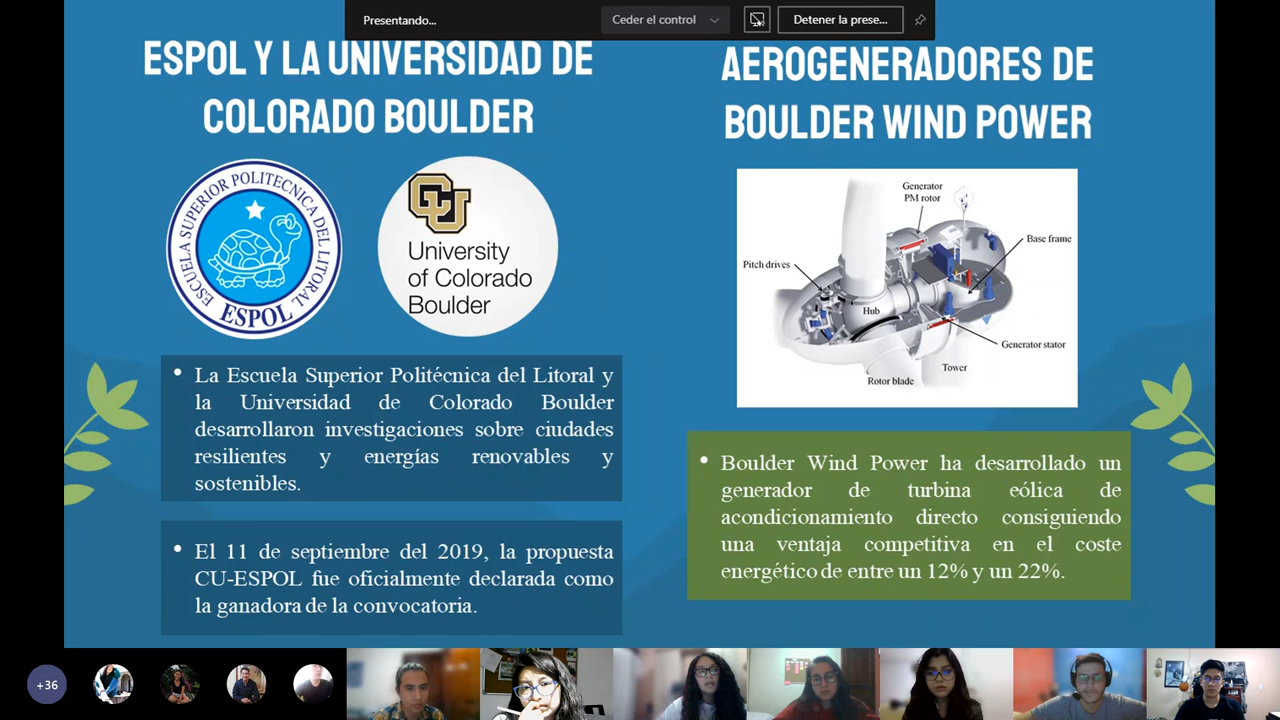 Presentando...
Ceder el control
Detener la prese...
ESPOL Y LA UNIVERSIDAD DE
COLORADO BOULDER
ESCUELA SUPERIOR POLITECNICA DEL LITORAL
ESPOL
CU
University
of Colorado
Boulder
• La Escuela Superior Politécnica del Litoral y
la Universidad de Colorado Boulder
desarrollaron investigaciones sobre ciudades
resilientes y energías renovables y
sostenibles.
• El 11 de septiembre del 2019, la propuesta
CU-ESPOL fue oficialmente declarada como
la ganadora de la convocatoria.
AEROGENERADORES DE
BOULDER WIND POWER
Generator
PM rotor
Base frame
Pitch drives
Hub
Generator stator
Tower
Rotor blade
• Boulder Wind Power ha desarrollado un
generador de turbina eólica de
acondicionamiento directo consiguiendo
una ventaja competitiva en el coste
energético de entre un 12% y un 22%.
+36